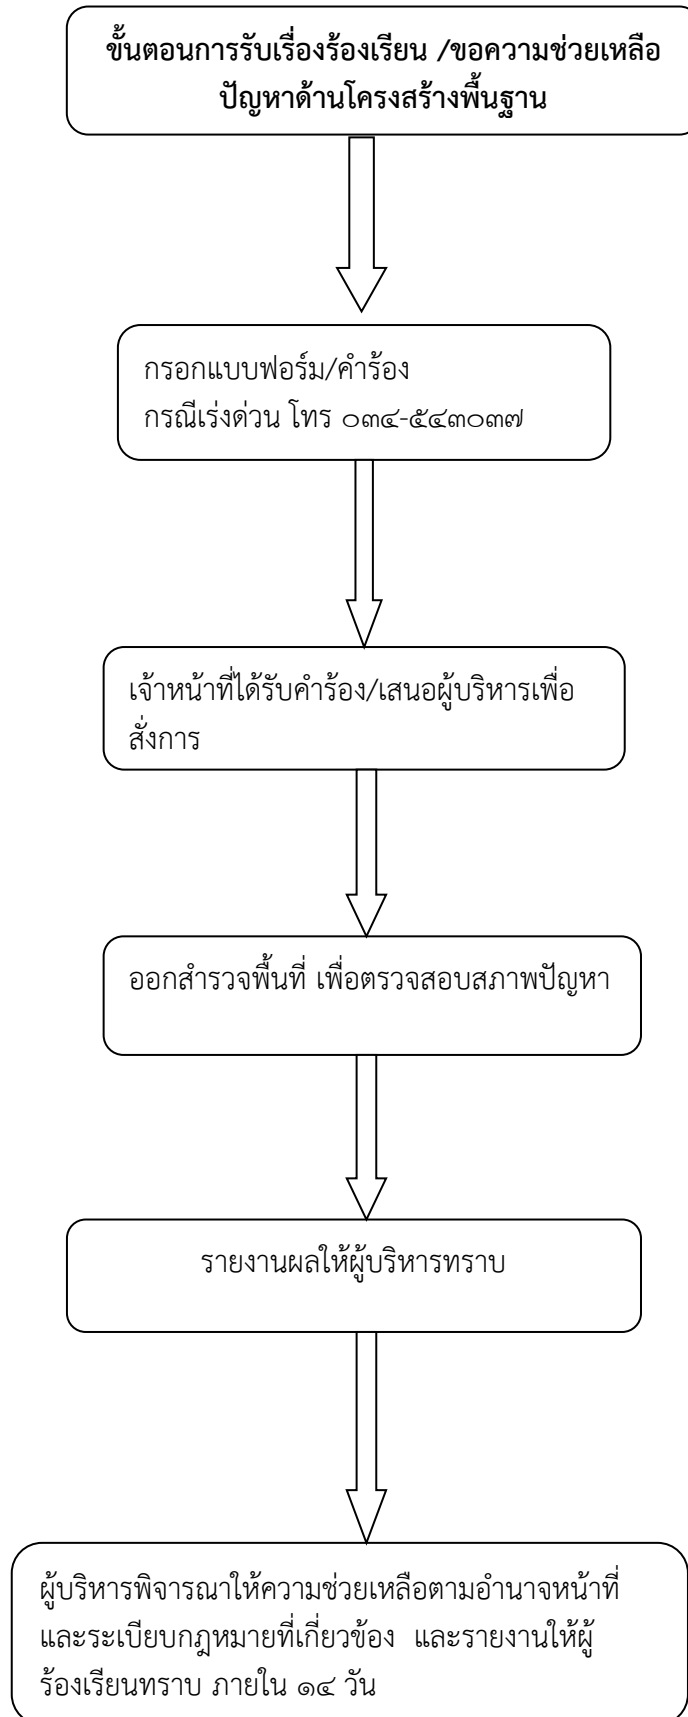 ขั้นตอนการรับเรื่องร้องเรียน /ขอความช่วยเหลือ
ปัญหาด้านโครงสร้างพื้นฐาน
กรอกแบบฟอร์ม/คำร้อง
กรณีเร่งด่วน โทร ๐๓๔-๕๔๓๐๓๗
เจ้าหน้าที่ได้รับคำร้อง/เสนอผู้บริหารเพื่อ
สั่งการ
ออกสำรวจพื้นที่ เพื่อตรวจสอบสภาพปัญหา
รายงานผลให้ผู้บริหารทราบ
ผู้บริหารพิจารณาให้ความช่วยเหลือตามอำนาจหน้าที่
และระเบียบกฎหมายที่เกี่ยวข้อง และรายงานให้ผู้
ร้องเรียนทราบ ภายใน ๑๔ วัน